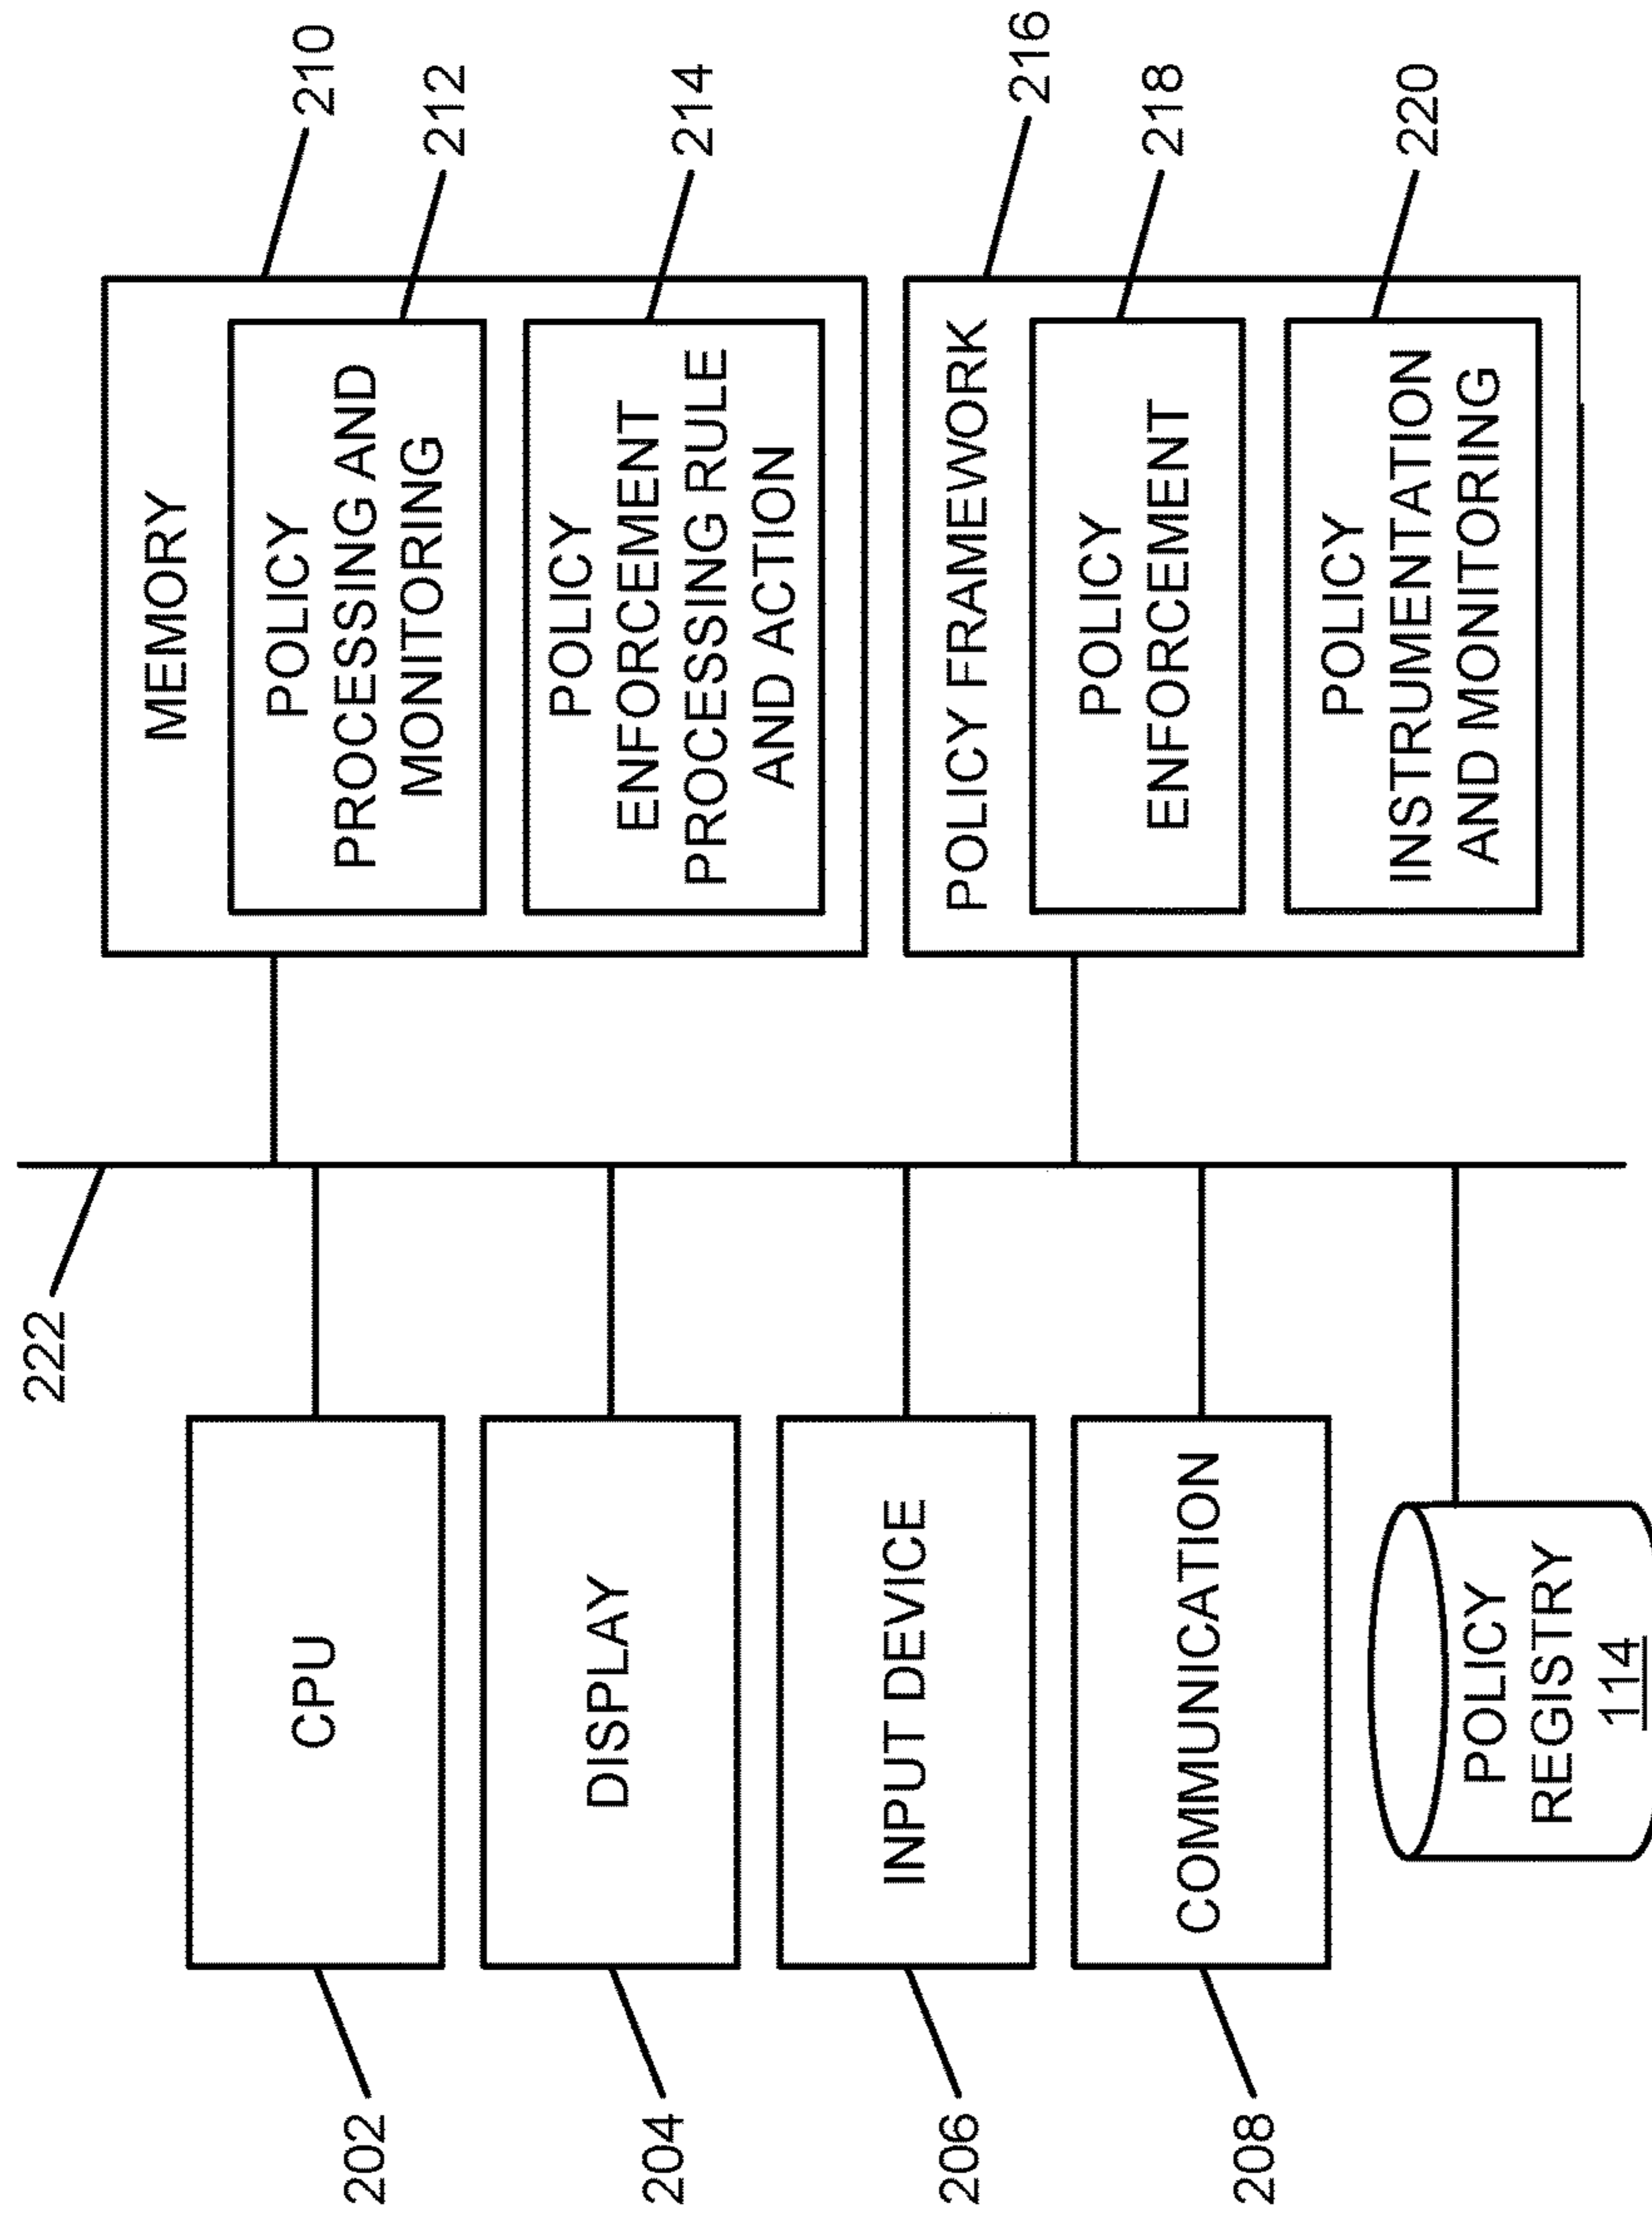 222
202
CPU
204
DISPLAY
206
INPUT DEVICE
208
COMMUNICATION
POLICY
REGISTRY
114
210
MEMORY
212
POLICY
PROCESSING AND
MONITORING
214
POLICY
ENFORCEMENT
PROCESSING RULE
AND ACTION
216
POLICY FRAMEWORK
218
POLICY
ENFORCEMENT
220
POLICY
INSTRUMENTATION
AND MONITORING